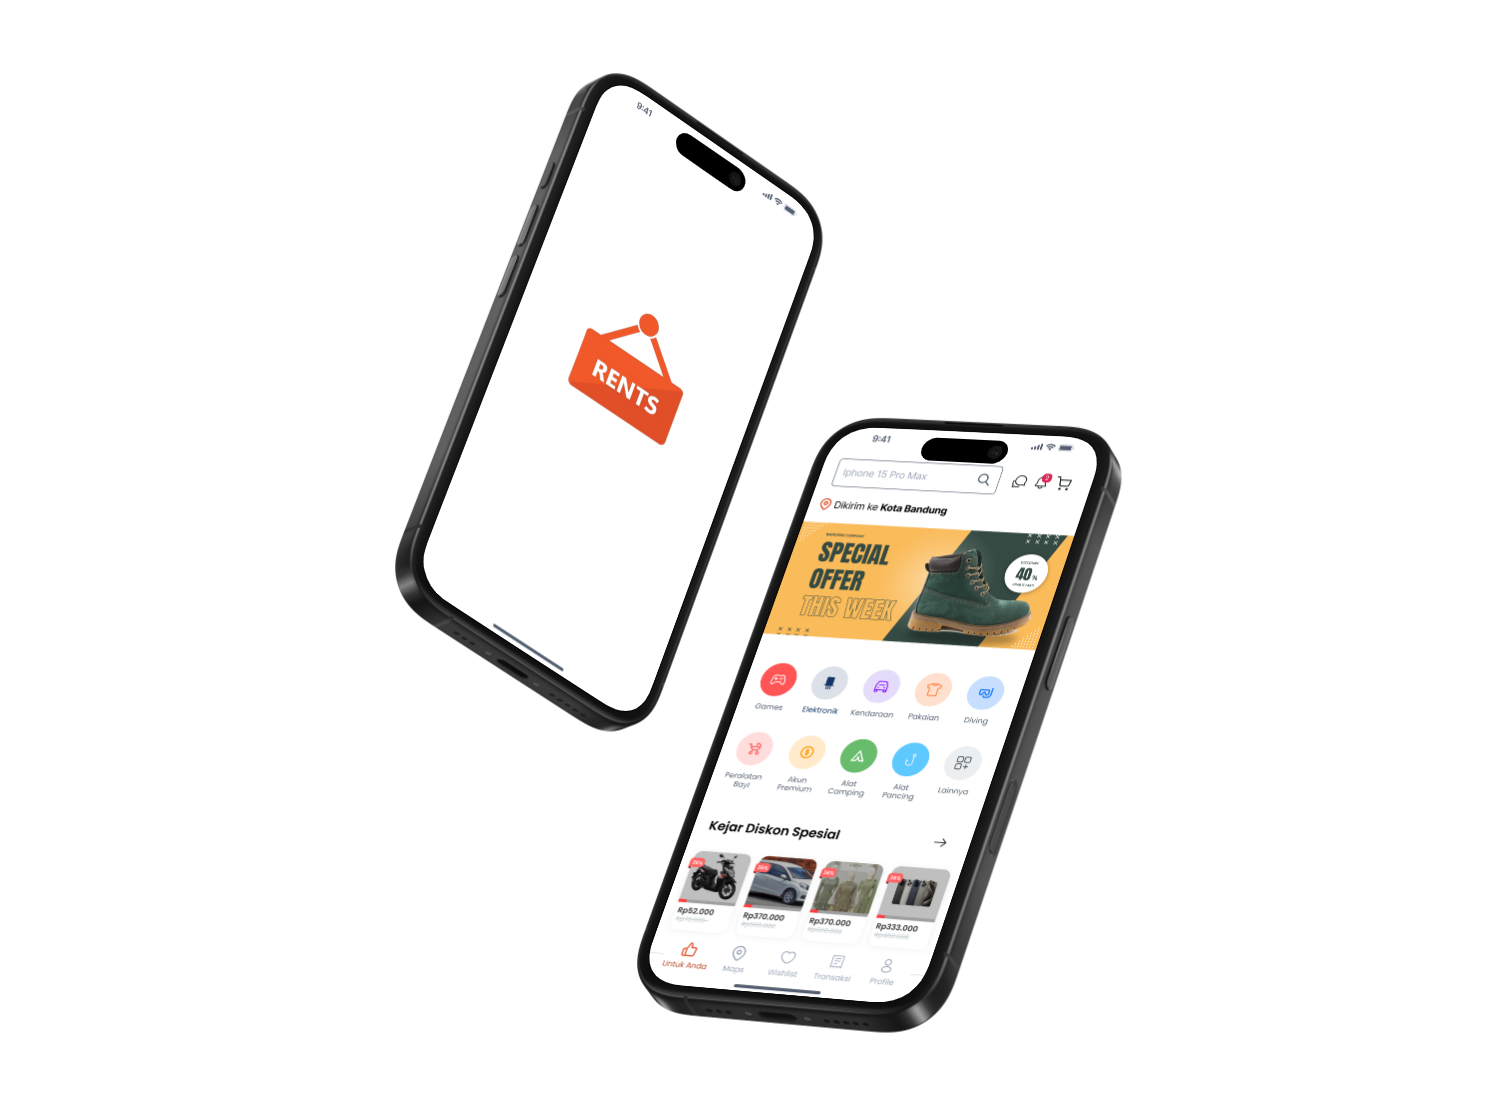 9:41
RENTS
9:41
Iphone 15 Pro Max
Dikirim ke Kota Bandung
SPECIAL
OFFER
THIS WEEK
40 %
Games
Elektronik
Kendaraan
Pakaian
Diving
Peralatan
Bayi
Akun
Premium
Alat
Camping
Alat
Pancing
Lainnya
Kejar Diskon Spesial
Rp52.000
Rp370.000
Rp370.000
Rp333.000
Untuk Anda
Maps
Wishlist
Transaksi
Profile